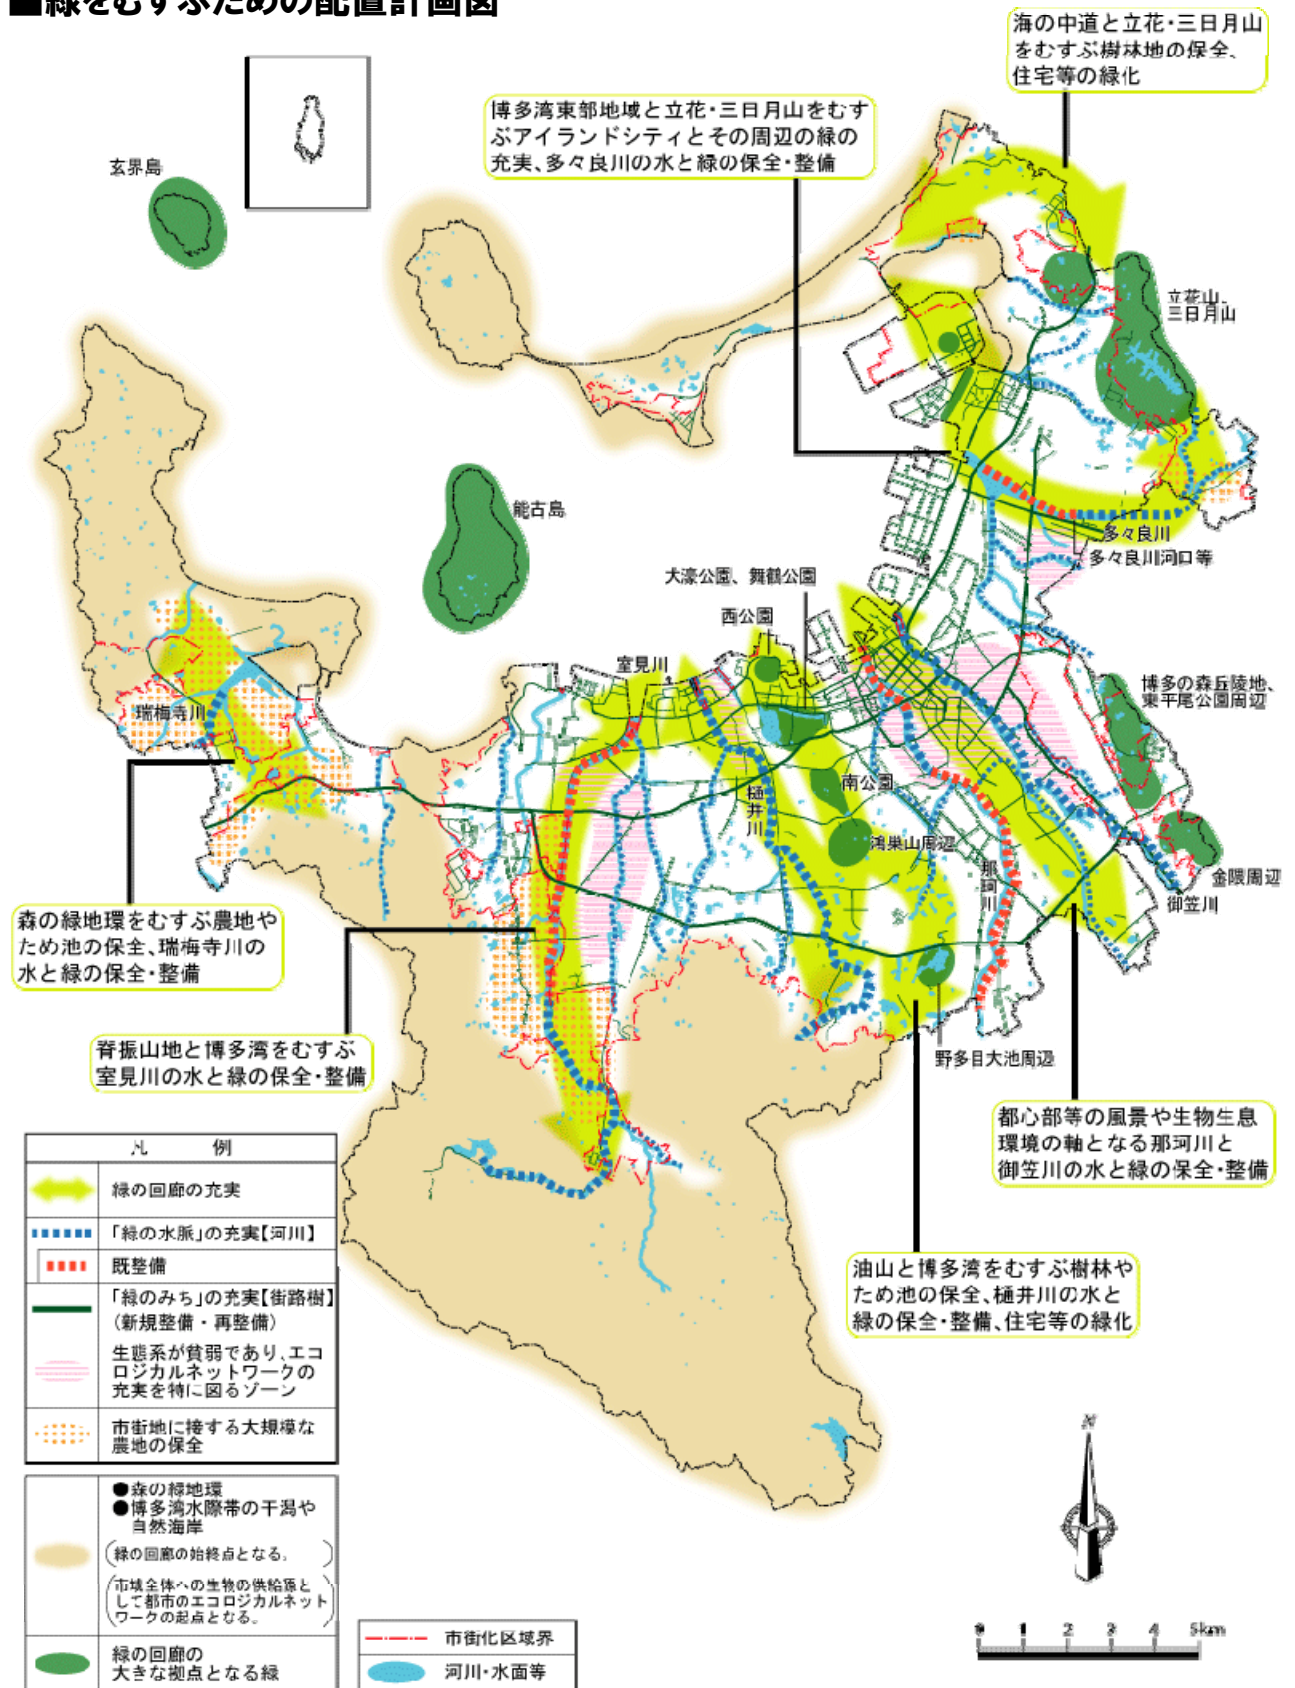 ■緑をむすぶための配置計画図
海の中道と立花・三日月山
をむすぶ樹林地の保全、
住宅等の緑化
博多湾東部地域と立花・三日月山をむす
ぶアイランドシティとその周辺の緑の
充実、多々良川の水と緑の保全・整備
玄界島
立花山、
三日月山
能古島
多々良川
多々良川河口等
大濠公園、舞鶴公園
西公園
室見川
博多の森丘陵地、
東平尾公園周辺
瑞梅寺川
南公園
樋井川
鴻巣山周辺
那珂川
金隈周辺
御笠川
森の緑地環をむすぶ農地や
ため池の保全、瑞梅寺川の
水と緑の保全・整備
脊振山地と博多湾をむすぶ
室見川の水と緑の保全・整備
野多目大池周辺
都心部等の風景や生物生息
環境の軸となる那珂川と
御笠川の水と緑の保全・整備
油山と博多湾をむすぶ樹林や
ため池の保全、樋井川の水と
緑の保全・整備、住宅等の緑化
凡 例
緑の回廊の充実
「緑の水脈」の充実【河川】
既整備
「緑のみち」の充実【街路樹】
（新規整備・再整備）
生態系が貧弱であり、エコ
ロジカルネットワークの
充実を特に図るゾーン
市街地に接する大規模な
農地の保全
●森の緑地環
●博多湾水際帯の干潟や
自然海岸
（緑の回廊の始終点となる。）
（市域全体への生物の供給源と
して都市のエコロジカルネット
ワークの起点となる。）
緑の回廊の
大きな拠点となる緑
市街化区域界
河川・水面等
N
0 1 2 3 4 5km